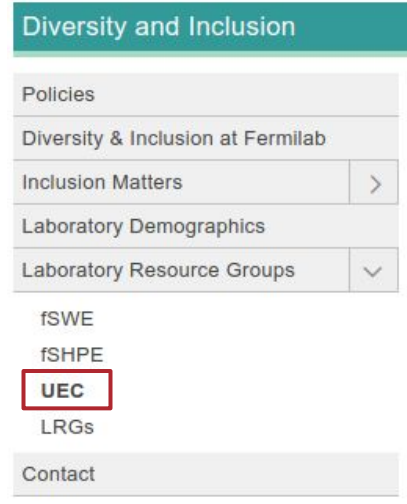 Diversity and Inclusion
Policies
Diversity & Inclusion at Fermilab
Inclusion Matters
Laboratory Demographics
Laboratory Resource Groups
fSWE
fSHPE
UEC
LRGs
Contact